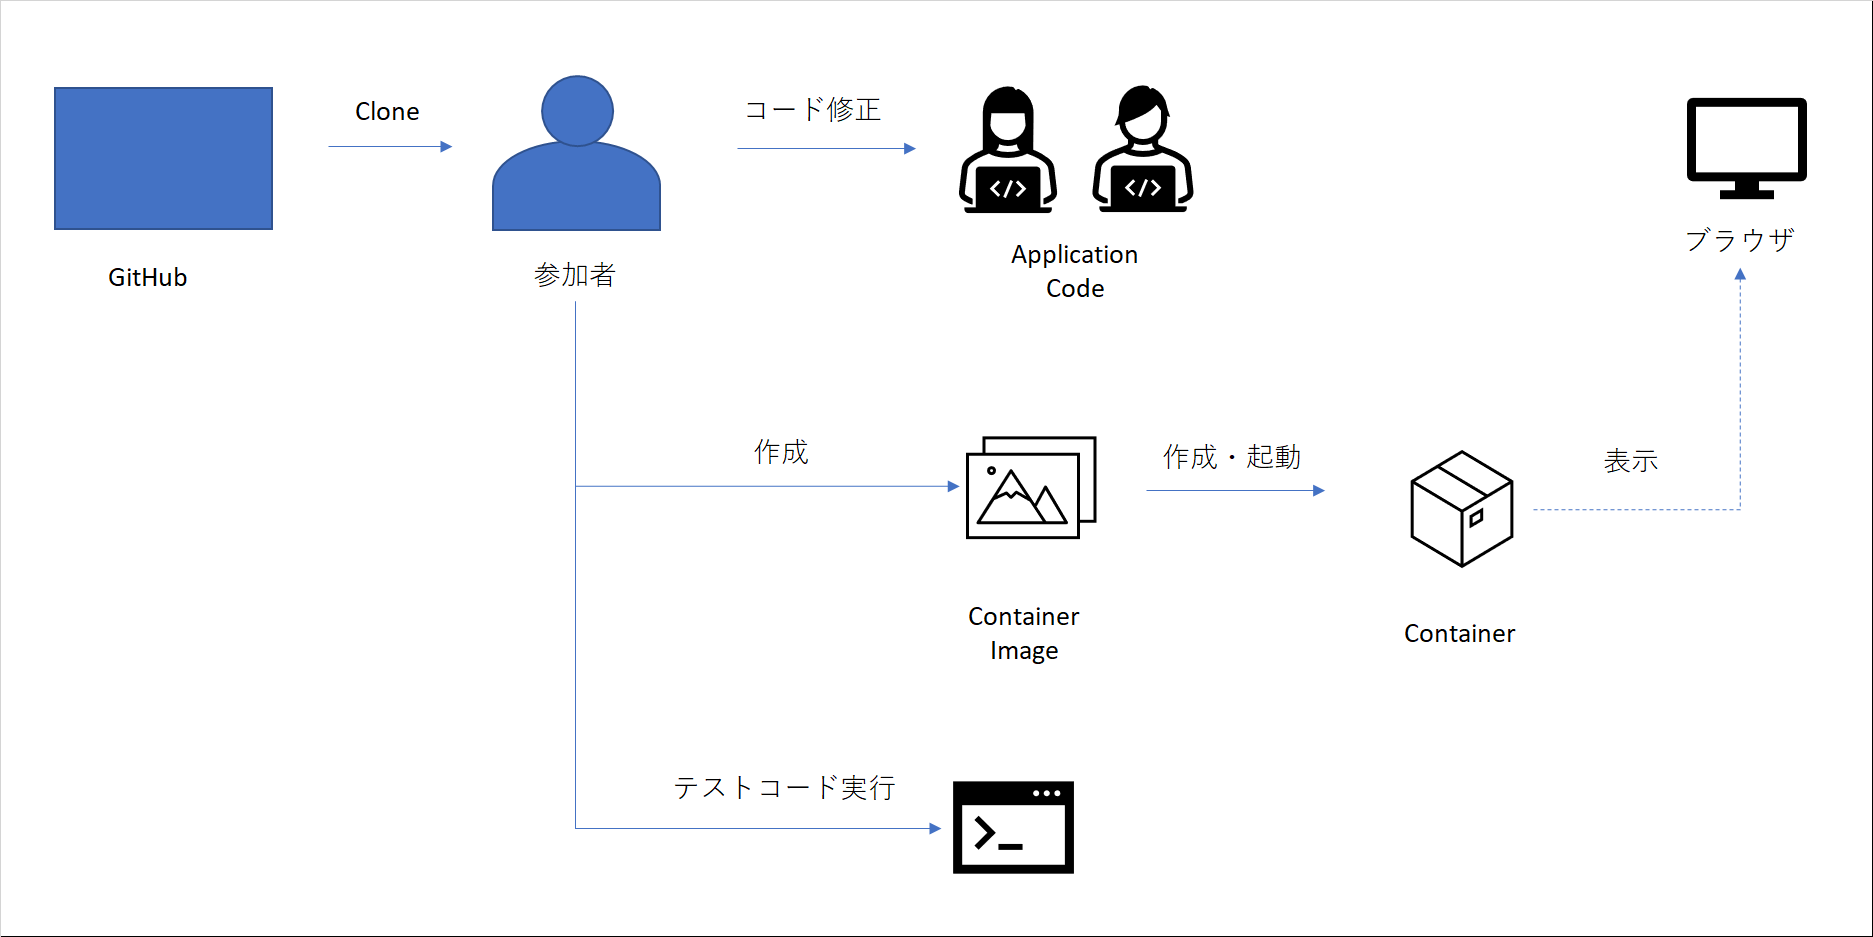 Clone
コード修正
GitHub
参加者
Application
Code
ブラウザ
作成
作成・起動
表示
Container
Image
Container
テストコード実行